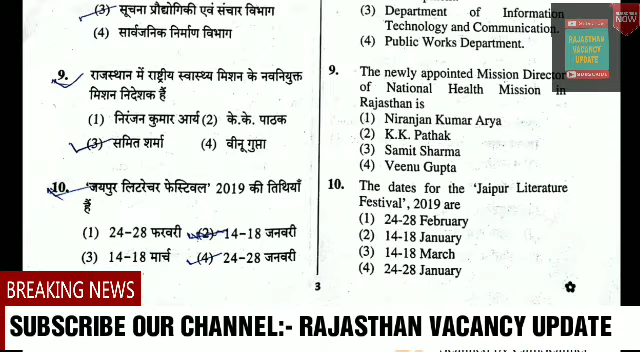 (3) सूचना प्रौद्योगिकी एवं संचार विभाग
(4) सार्वजनिक निर्माण विभाग
9. राजस्थान में राष्ट्रीय स्वास्थ्य मिशन के नवनियुक्त
मिशन निदेशक हैं
(1) निरंजन कुमार आर्य (2) के.के. पाठक
(3) समित शर्मा (4) वीनू गुप्ता
10. 'जयपुर लिटरेचर फेस्टिवल' 2019 की तिथियाँ
हैं
(1) 24-28 फरवरी (2) 14-18 जनवरी
(3) 14-18 मार्च (4) 24-28 जनवरी
(3) Department of Information
Technology and Communication.
(4) Public Works Department.
9. The newly appointed Mission Director
of National Health Mission in
Rajasthan is
(1) Niranjan Kumar Arya
(2) K.K. Pathak
(3) Samit Sharma
(4) Veenu Gupta
10. The dates for the 'Jaipur Literature
Festival', 2019 are
(1) 24-28 February
(2) 14-18 January
(3) 14-18 March
(4) 24-28 January
3
RAJASTHAN
VACANCY
UPDATE
SUBSCRIBE
BREAKING NEWS
SUBSCRIBE OUR CHANNEL:- RAJASTHAN VACANCY UPDATE